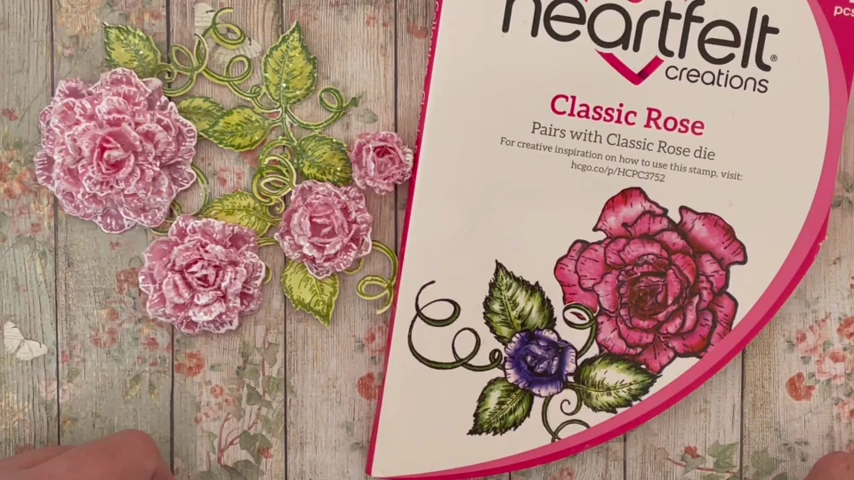 pcs
heartfelt®
creations
Classic Rose
Pairs with Classic Rose die
For creative inspiration on how to use this stamp, visit:
hcgo.co/p/HCPC3752